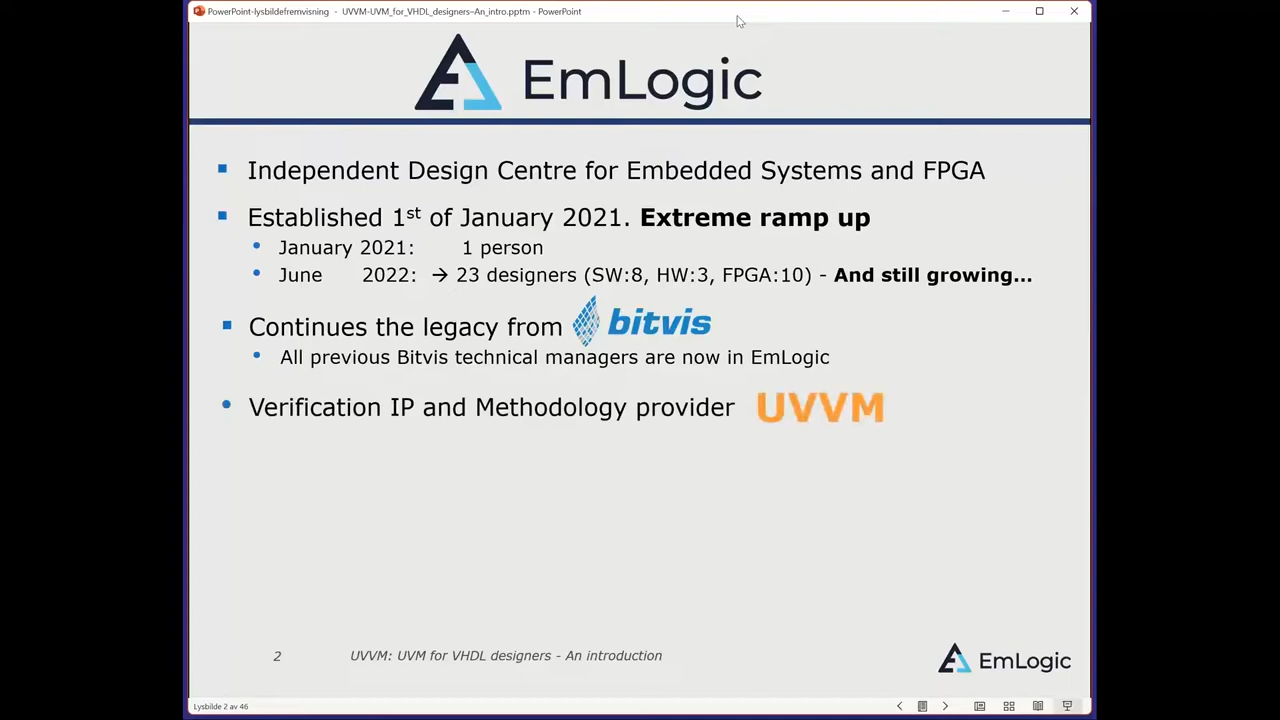 PowerPoint-lysbildefremvisning - UVVM-UVM_for_VHDL_designers–An_intro.pptm - PowerPoint
EmLogic
Independent Design Centre for Embedded Systems and FPGA
Established 1st of January 2021. Extreme ramp up
January 2021: 1 person
June 2022: → 23 designers (SW:8, HW:3, FPGA:10) - And still growing…
Continues the legacy from bitvis
All previous Bitvis technical managers are now in EmLogic
Verification IP and Methodology provider UVVM
2 UVVM: UVM for VHDL designers - An introduction EmLogic
Lysbilde 2 av 46